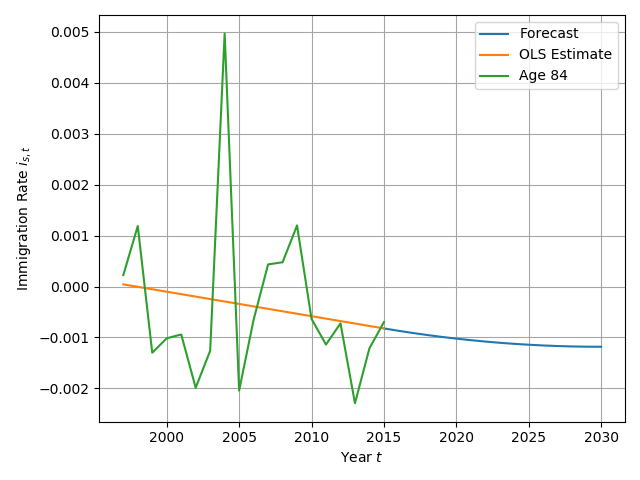 0.005
0.004
0.003
0.002
0.001
0.000
−0.001
−0.002
Immigration Rate i_{s,t}
Forecast
OLS Estimate
Age 84
2000 2005 2010 2015 2020 2025 2030
Year t